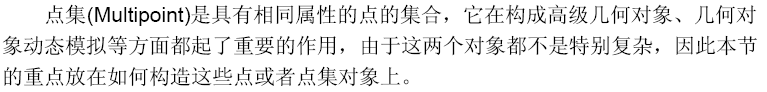 点集(Multipoint)是具有相同属性的点的集合，它在构成高级几何对象、几何对
象动态模拟等方面都起了重要的作用，由于这两个对象都不是特别复杂，因此本节
的重点放在如何构造这些点或者点集对象上。